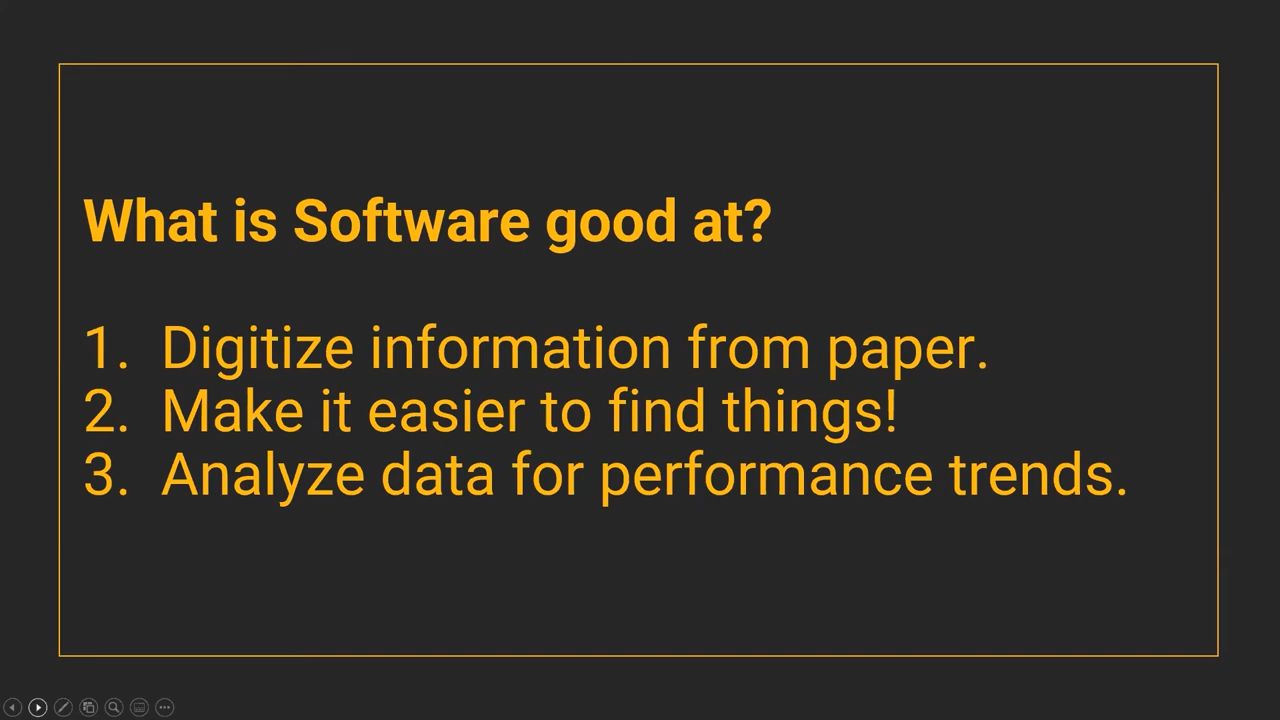 What is Software good at?
1. Digitize information from paper.
2. Make it easier to find things!
3. Analyze data for performance trends.